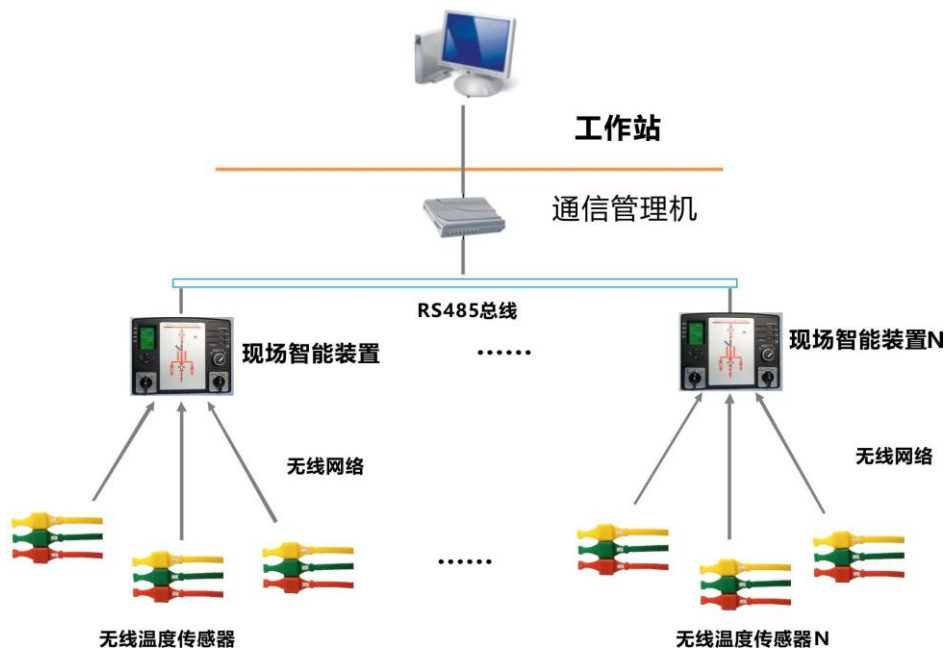 工作站
通信管理机
RS485总线
现场智能装置
......
现场智能装置N
无线网络
无线网络
......
无线温度传感器
无线温度传感器N